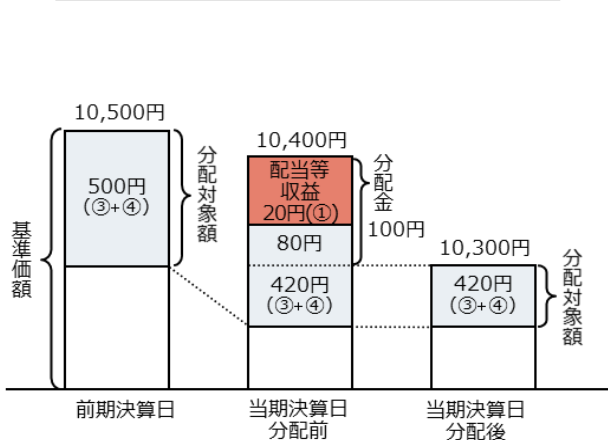 10,500円
500円
(③+④)
分配対象額
基準価額
前期決算日
10,400円
配当等
収益
20円(①)
80円
420円
(③+④)
分配金
100円
当期決算日
分配前
10,300円
420円
(③+④)
分配対象額
当期決算日
分配後